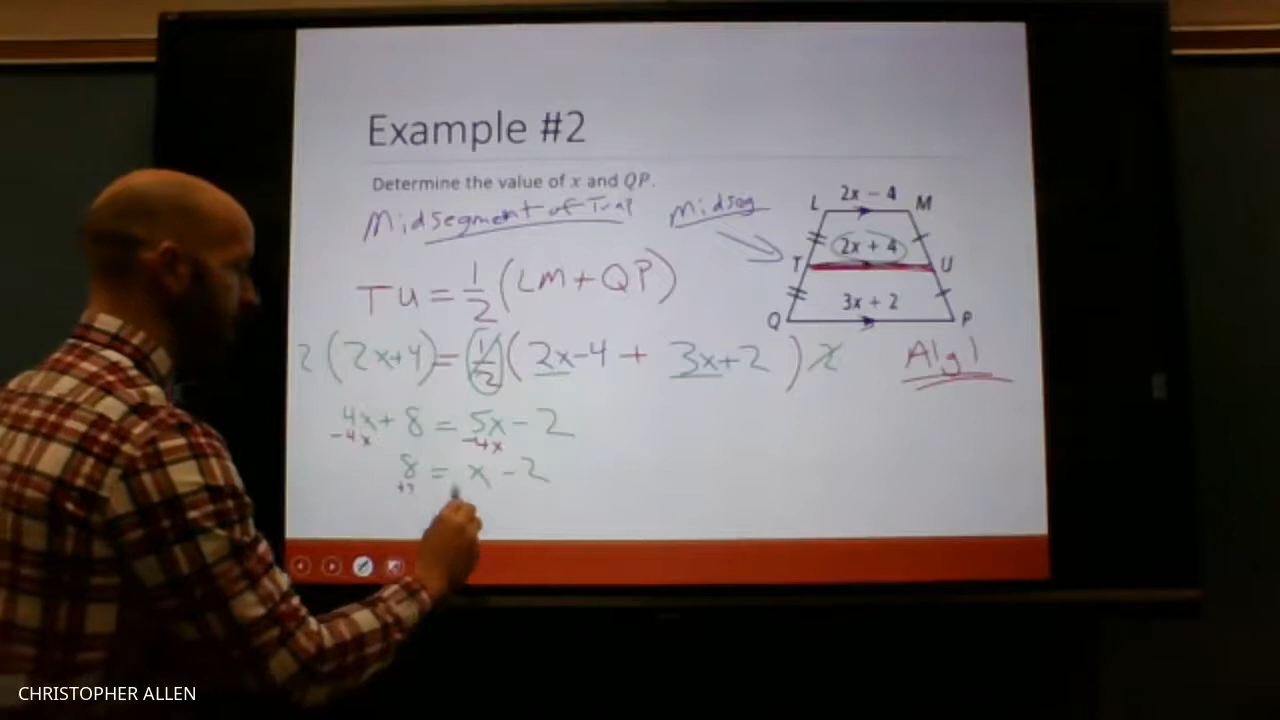 Example #2
Determine the value of x and QP.
Midsegment of Trap
Midseg
L 2x − 4 M
T 2x + 4 U
3x + 2
Q P
TU = 1/2 (LM + QP)
2 (2x+4) = (1/2) (2x-4 + 3x+2) 2
Alg 1
4x + 8 = 5x - 2
-4x -4x
8 = x - 2
+2
CHRISTOPHER ALLEN